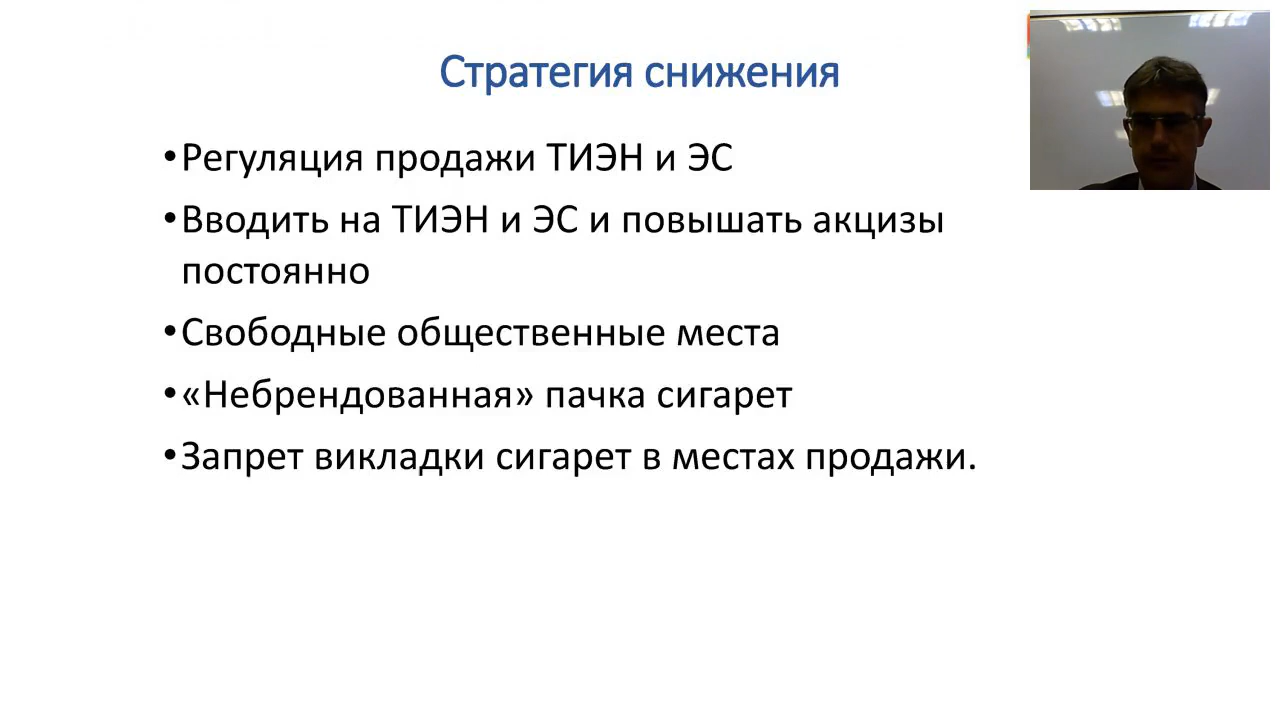 Стратегия снижения
•Регуляция продажи ТИЭН и ЭС
•Вводить на ТИЭН и ЭС и повышать акцизы
постоянно
•Свободные общественные места
•«Небрендованная» пачка сигарет
•Запрет викладки сигарет в местах продажи.